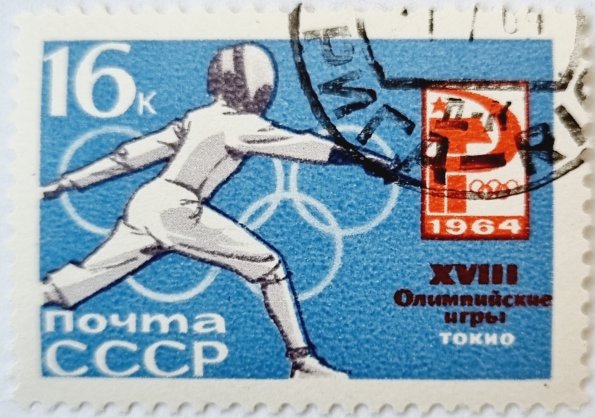 16к
1964
XVIII
Олимпийские
игры
ТОКИО
почта
СССР